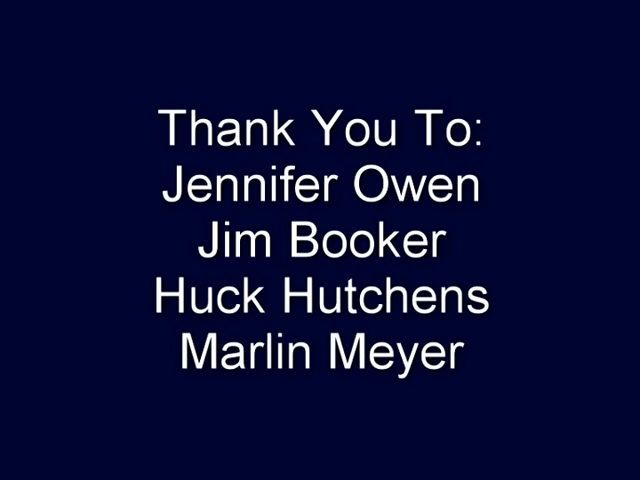 Thank You To:
Jennifer Owen
Jim Booker
Huck Hutchens
Marlin Meyer